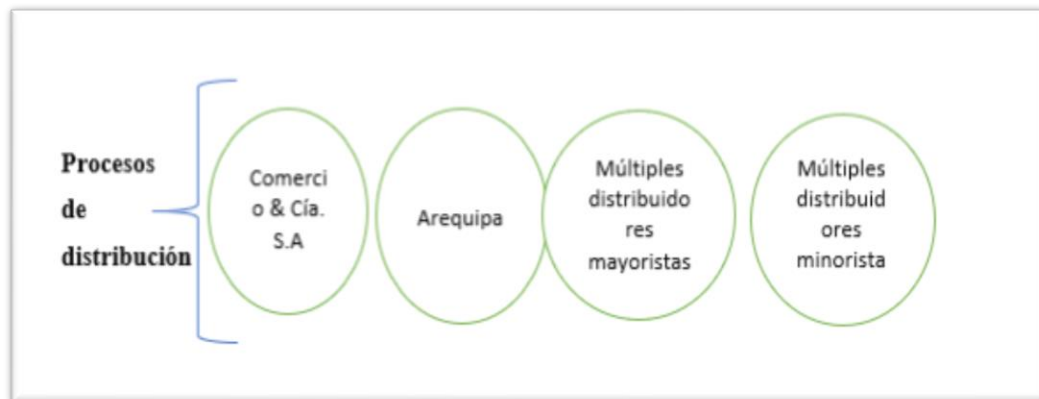 Procesos
de
distribución
Comerci
o & Cía.
S.A
Arequipa
Múltiples
distribuido
res
mayoristas
Múltiples
distribuid
ores
minorista